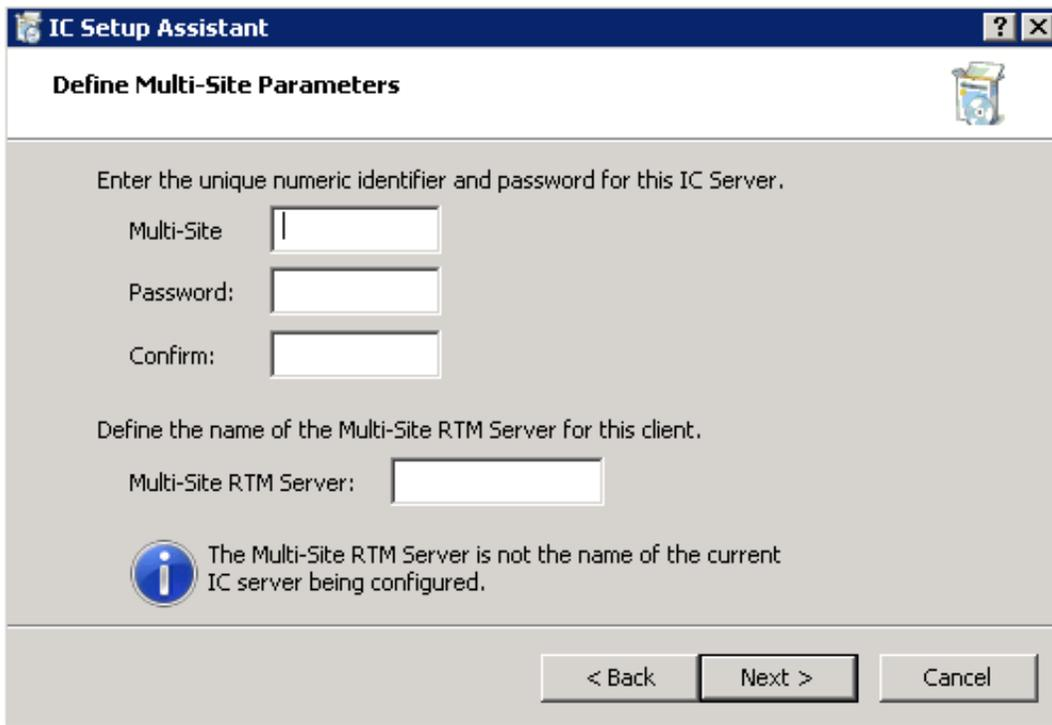 IC Setup Assistant
Define Multi-Site Parameters
Enter the unique numeric identifier and password for this IC Server.
Multi-Site
Password:
Confirm:
Define the name of the Multi-Site RTM Server for this client.
Multi-Site RTM Server:
The Multi-Site RTM Server is not the name of the current
IC server being configured.
< Back Next > Cancel